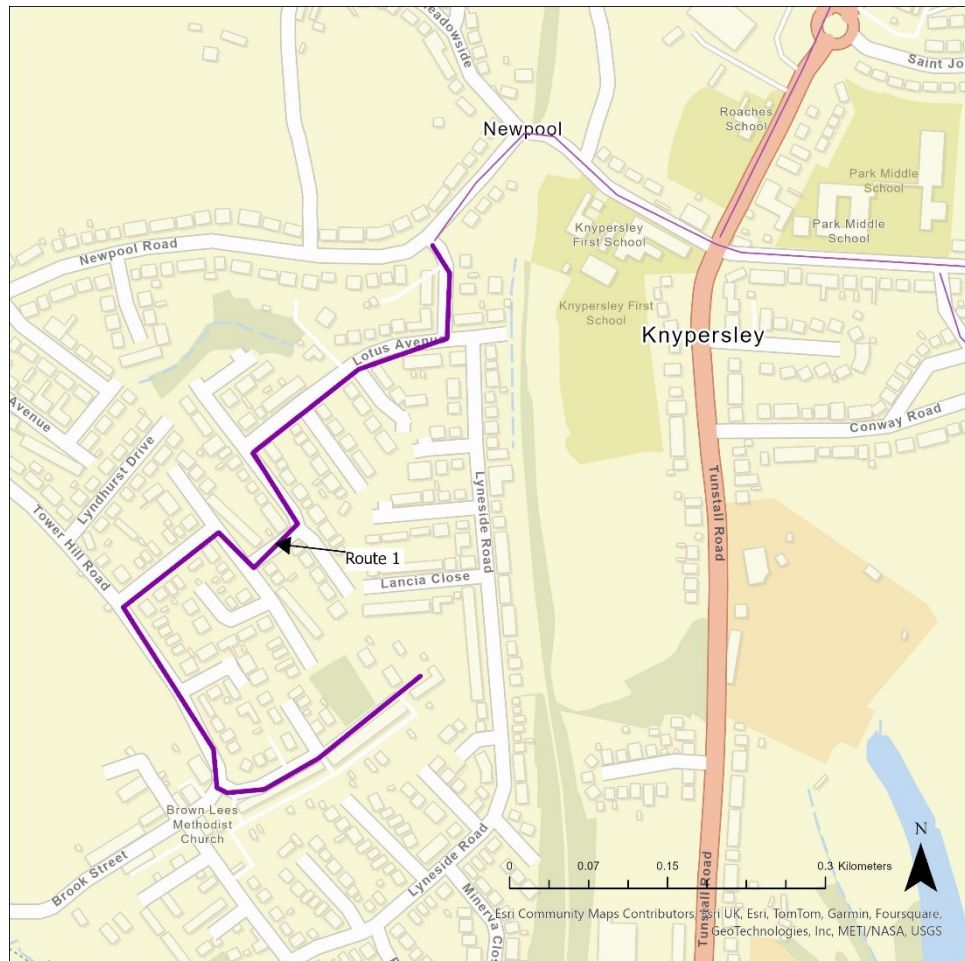 Meadowside
Saint Jo
Newpool
Roaches
School
Park Middle
School
Park Middle
School
Knypersley
First School
Newpool Road
Knypersley First
School
Knypersley
Lotus Avenue
Avenue
Conway Road
Lyndhurst Drive
Tower Hill Road
Lyneside Road
Tunstall Road
Route 1
Lancia Close
Brown Lees
Methodist
Church
Brook Street
Lyneside Road
Minerva Clos
Tunstall Road
N
0 0.07 0.15 0.3 Kilometers
Esri Community Maps Contributors, Esri UK, Esri, TomTom, Garmin, Foursquare,
GeoTechnologies, Inc, METI/NASA, USGS